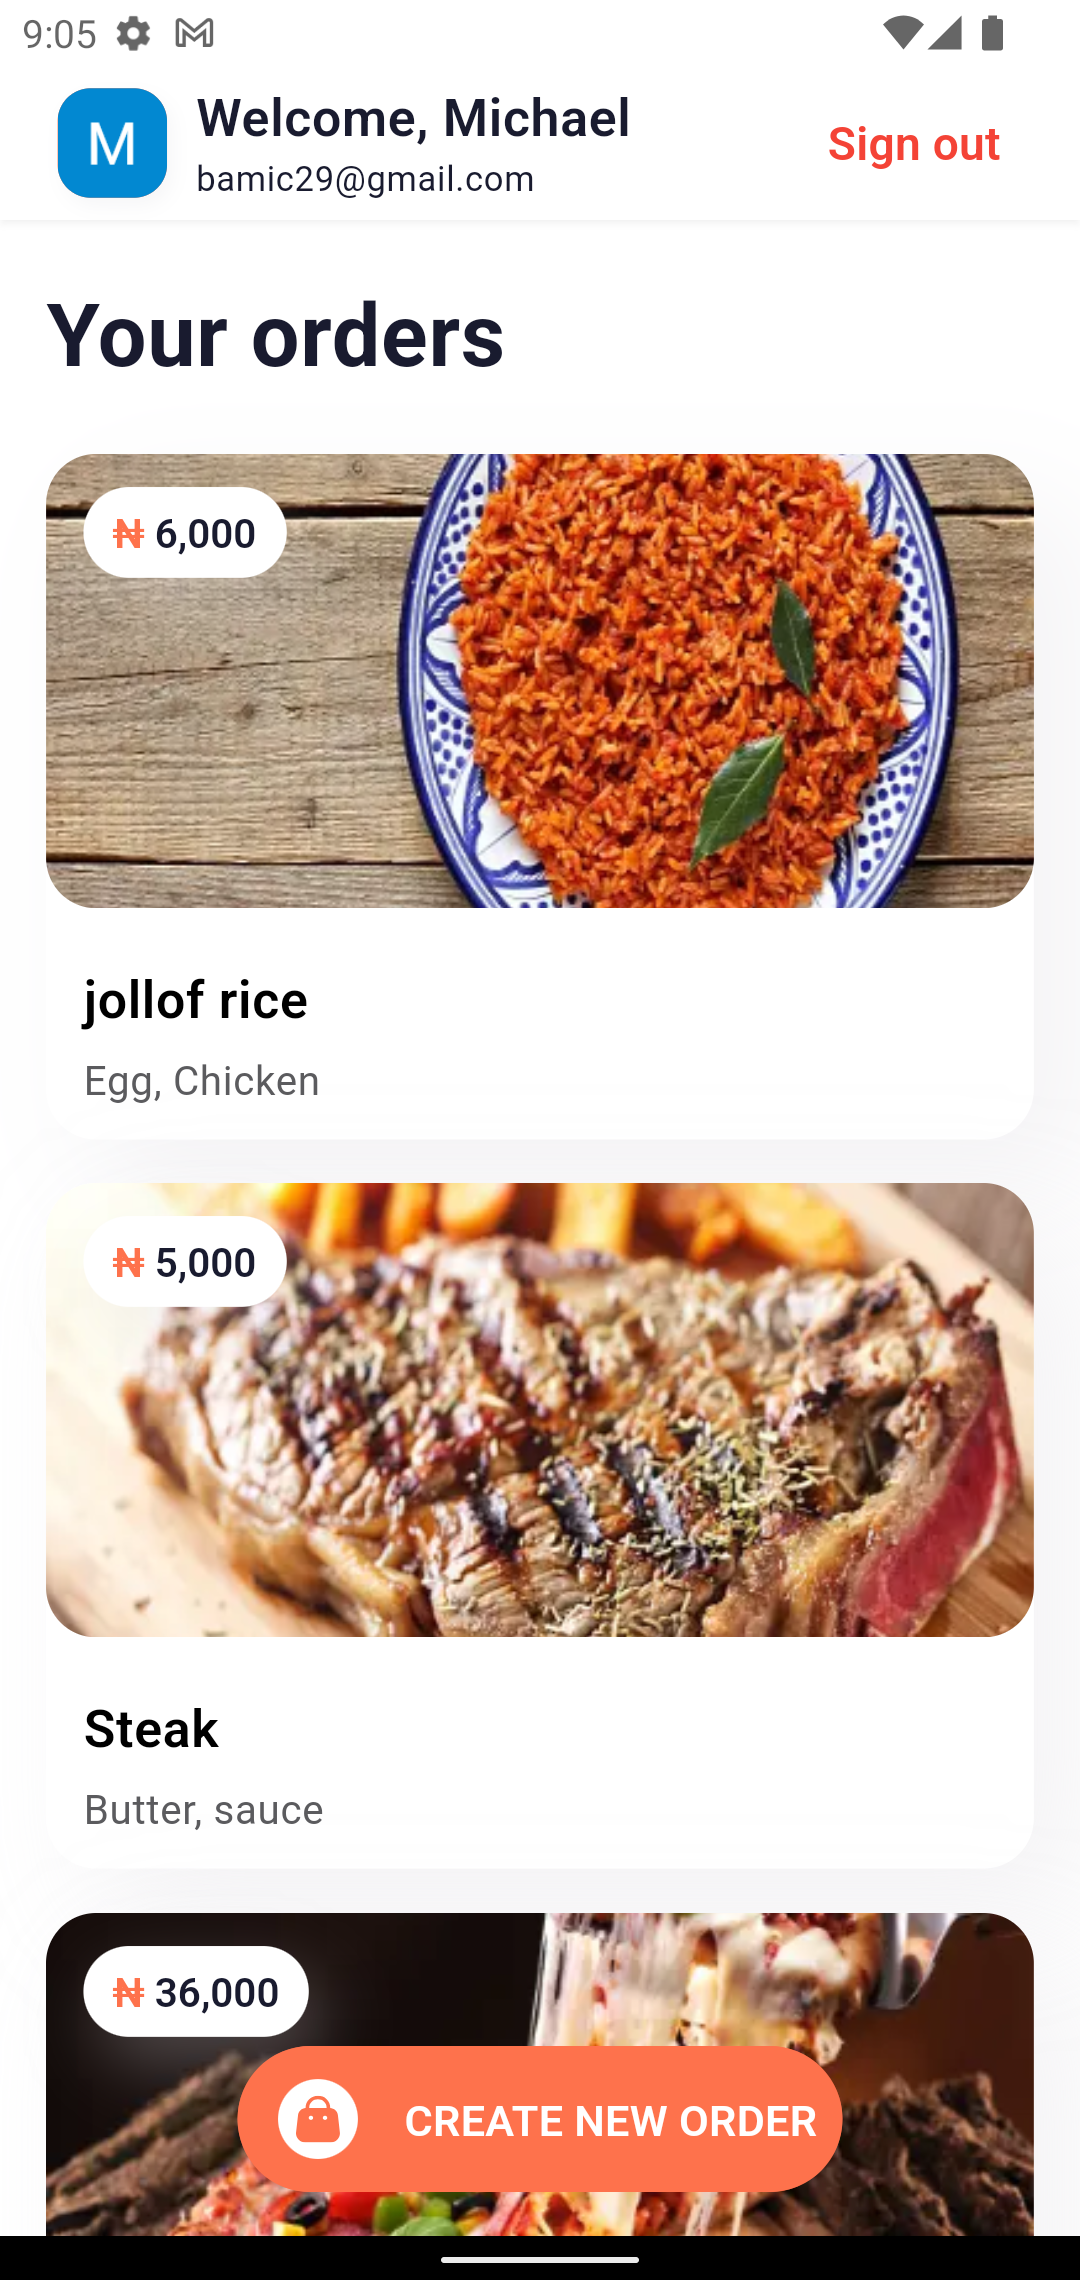 9:05
M
Welcome, Michael
bamic29@gmail.com
Sign out
Your orders
₦ 6,000
jollof rice
Egg, Chicken
₦ 5,000
Steak
Butter, sauce
₦ 36,000
CREATE NEW ORDER